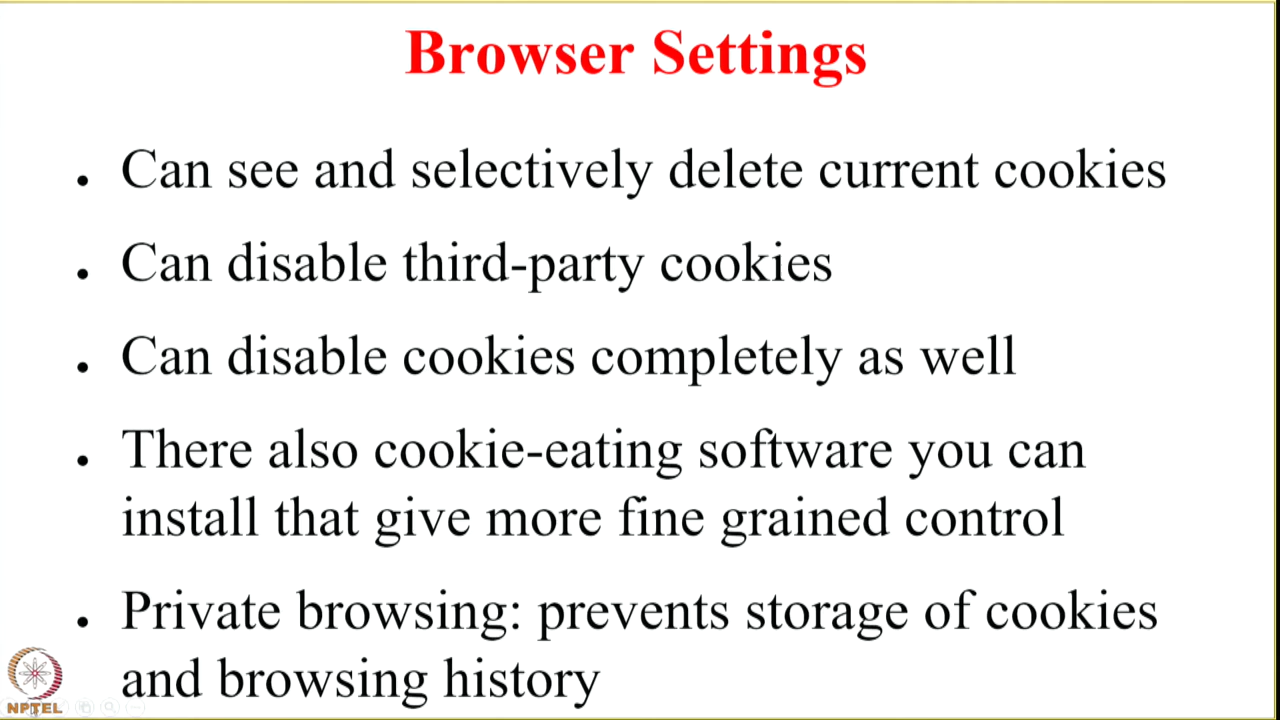 Browser Settings
• Can see and selectively delete current cookies
• Can disable third-party cookies
• Can disable cookies completely as well
• There also cookie-eating software you can
install that give more fine grained control
• Private browsing: prevents storage of cookies
and browsing history
NPTEL